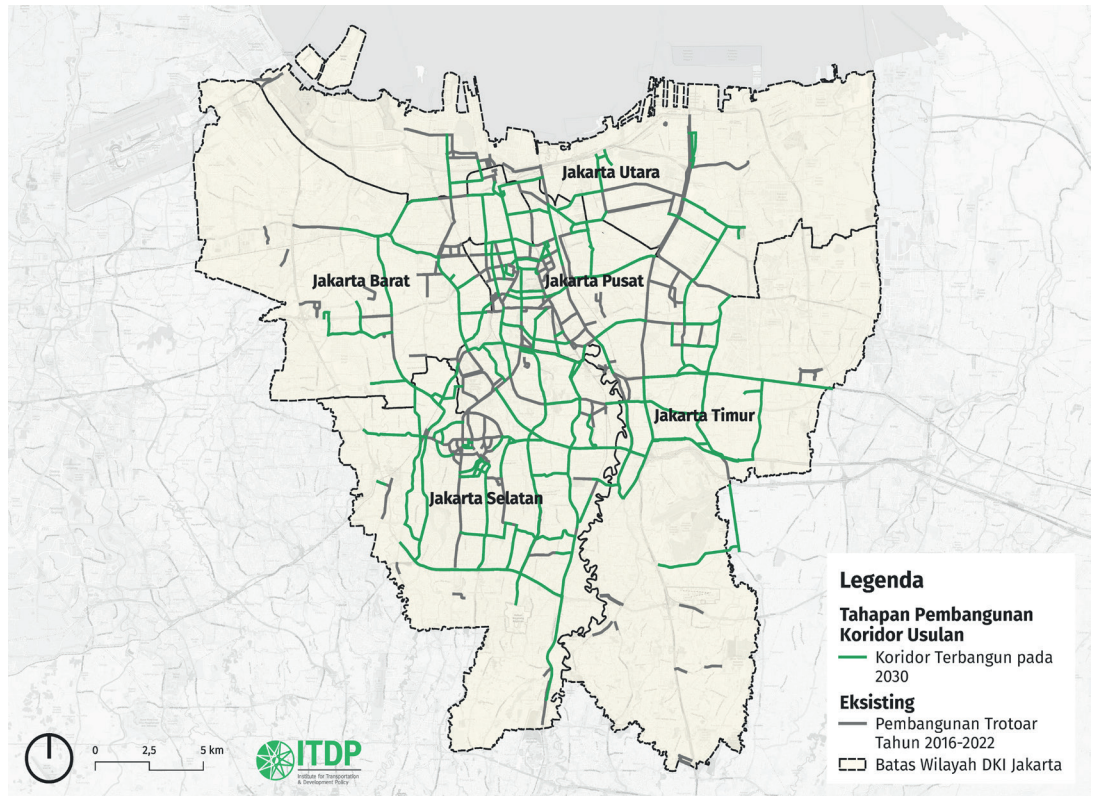 Jakarta Utara
Jakarta Barat
Jakarta Pusat
Jakarta Timur
Jakarta Selatan
Legenda
Tahapan Pembangunan
Koridor Usulan
Koridor Terbangun pada
2030
Eksisting
Pembangunan Trotoar
Tahun 2016-2022
Batas Wilayah DKI Jakarta
0 2,5 5 km
ITDP
Institute for Transportation
& Development Policy